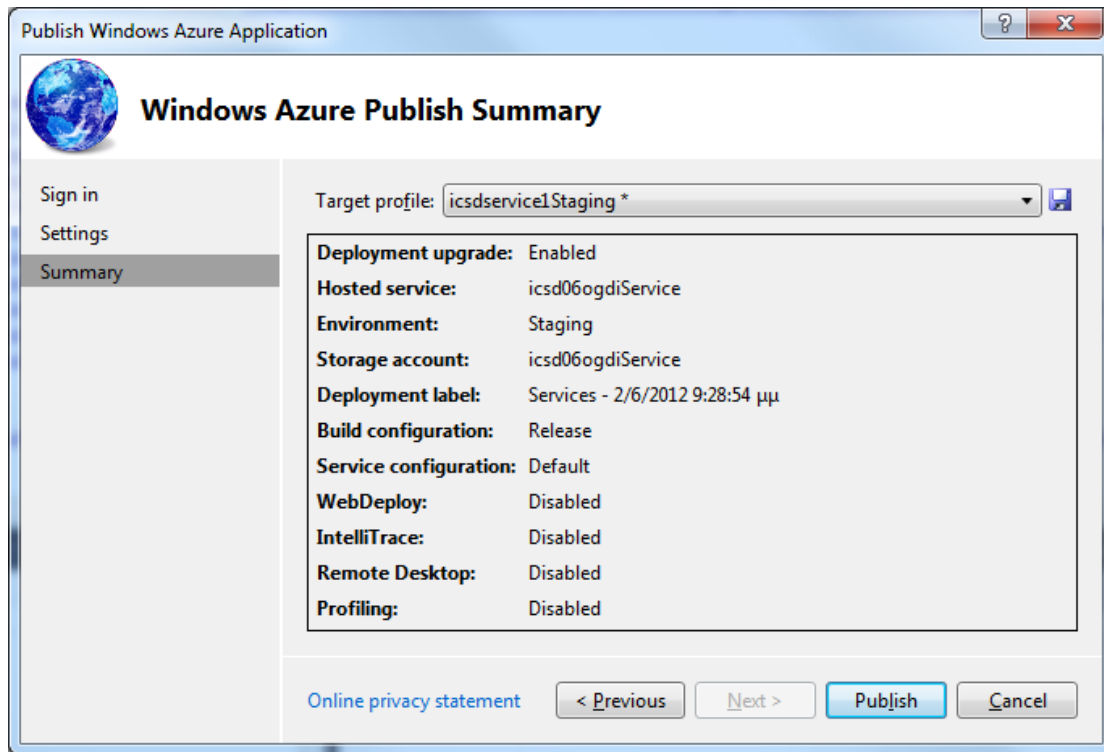 Publish Windows Azure Application
Windows Azure Publish Summary
Sign in
Settings
Summary
Target profile: icsdservice1Staging *
Deployment upgrade: Enabled
Hosted service: icsd06ogdiService
Environment: Staging
Storage account: icsd06ogdiService
Deployment label: Services - 2/6/2012 9:28:54 μμ
Build configuration: Release
Service configuration: Default
WebDeploy: Disabled
IntelliTrace: Disabled
Remote Desktop: Disabled
Profiling: Disabled
Online privacy statement < Previous Next > Publish Cancel